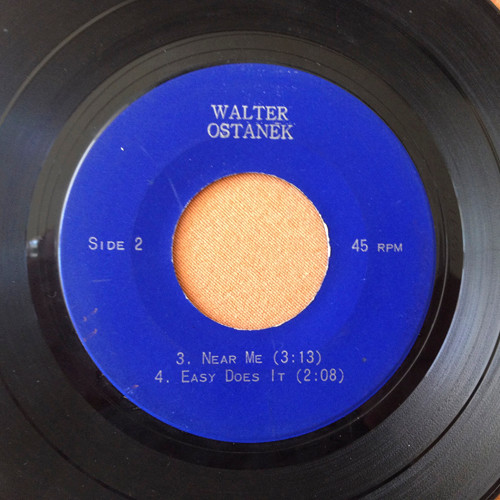 WALTER
OSTANEK
SIDE 2
45 RPM
3. NEAR ME (3:13)
4. EASY DOES IT (2:08)